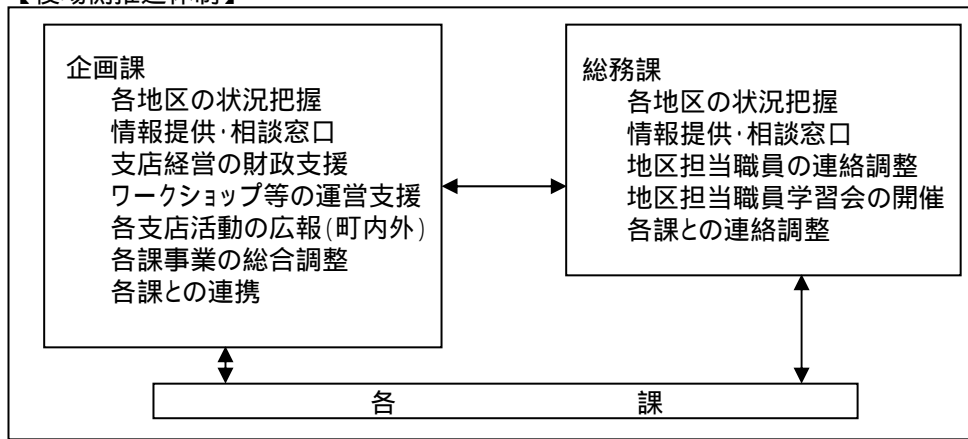 【役場側推進体制】
企画課
各地区の状況把握
情報提供・相談窓口
支店経営の財政支援
ワークショップ等の運営支援
各支店活動の広報(町内外)
各課事業の総合調整
各課との連携
総務課
各地区の状況把握
情報提供・相談窓口
地区担当職員の連絡調整
地区担当職員学習会の開催
各課との連絡調整
各 課